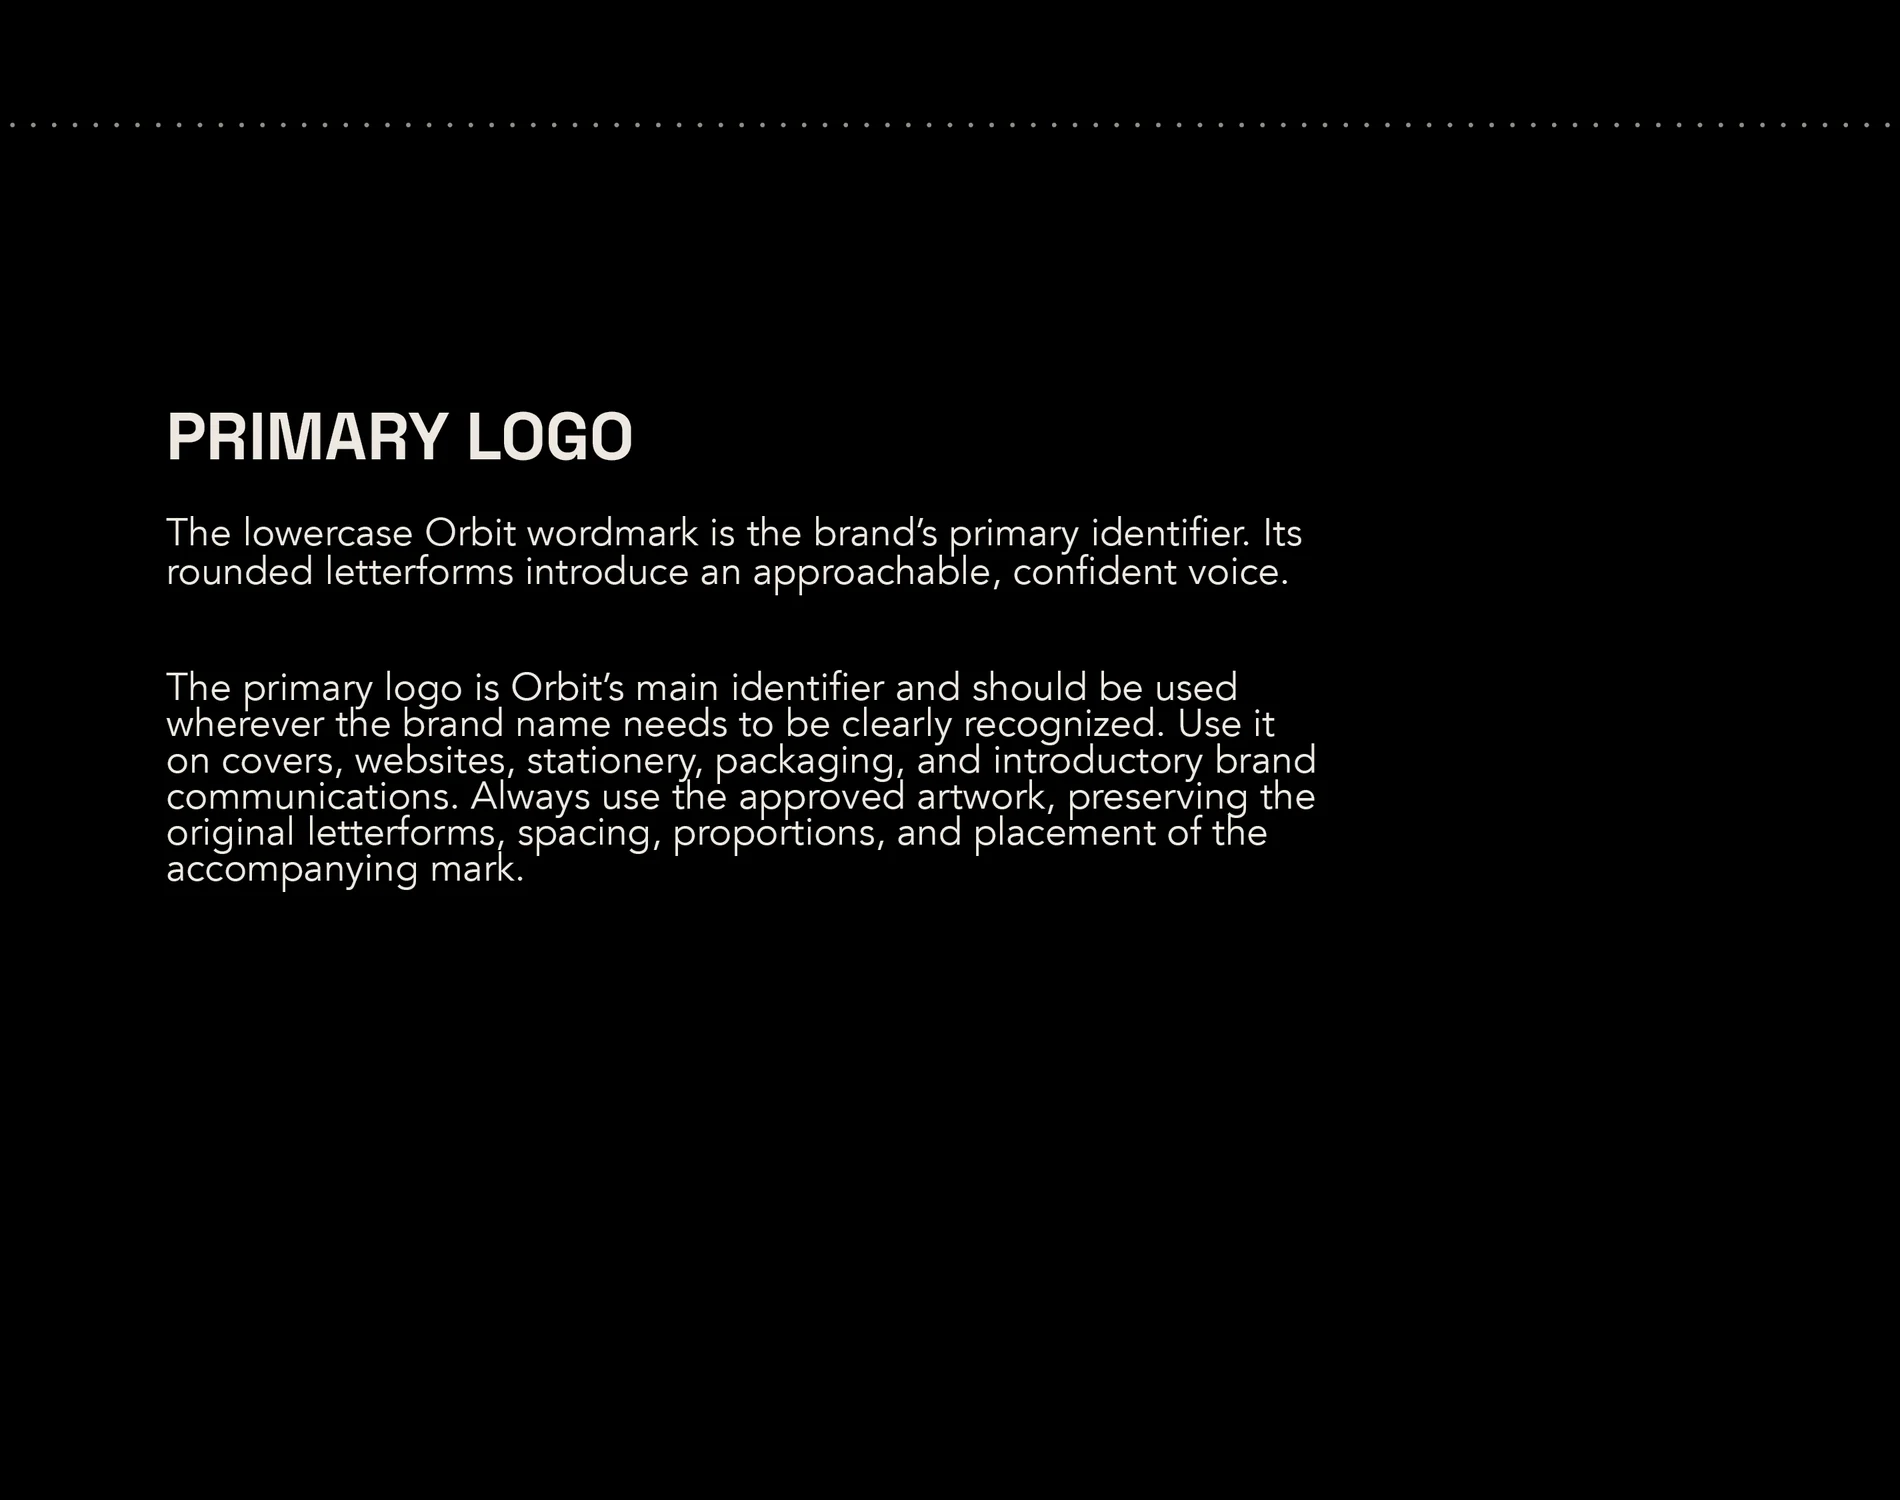 PRIMARY LOGO
The lowercase Orbit wordmark is the brand’s primary identifier. Its
rounded letterforms introduce an approachable, confident voice.
The primary logo is Orbit’s main identifier and should be used
wherever the brand name needs to be clearly recognized. Use it
on covers, websites, stationery, packaging, and introductory brand
communications. Always use the approved artwork, preserving the
original letterforms, spacing, proportions, and placement of the
accompanying mark.